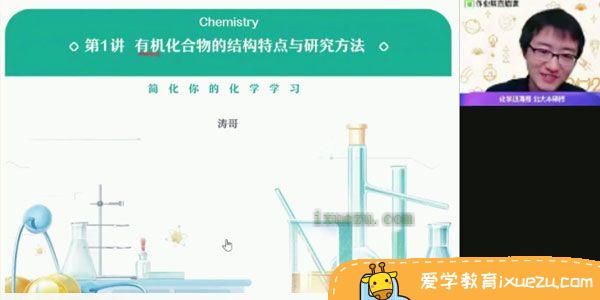 Chemistry
第1讲 有机化合物的结构特点与研究方法
简化你的化学学习
涛哥
ixuezu.com
爱学教育ixuezu.com